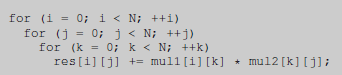 for (i = 0; i < N; ++i)
  for (j = 0; j < N; ++j)
    for (k = 0; k < N; ++k)
      res[i][j] += mul1[i][k] * mul2[k][j];